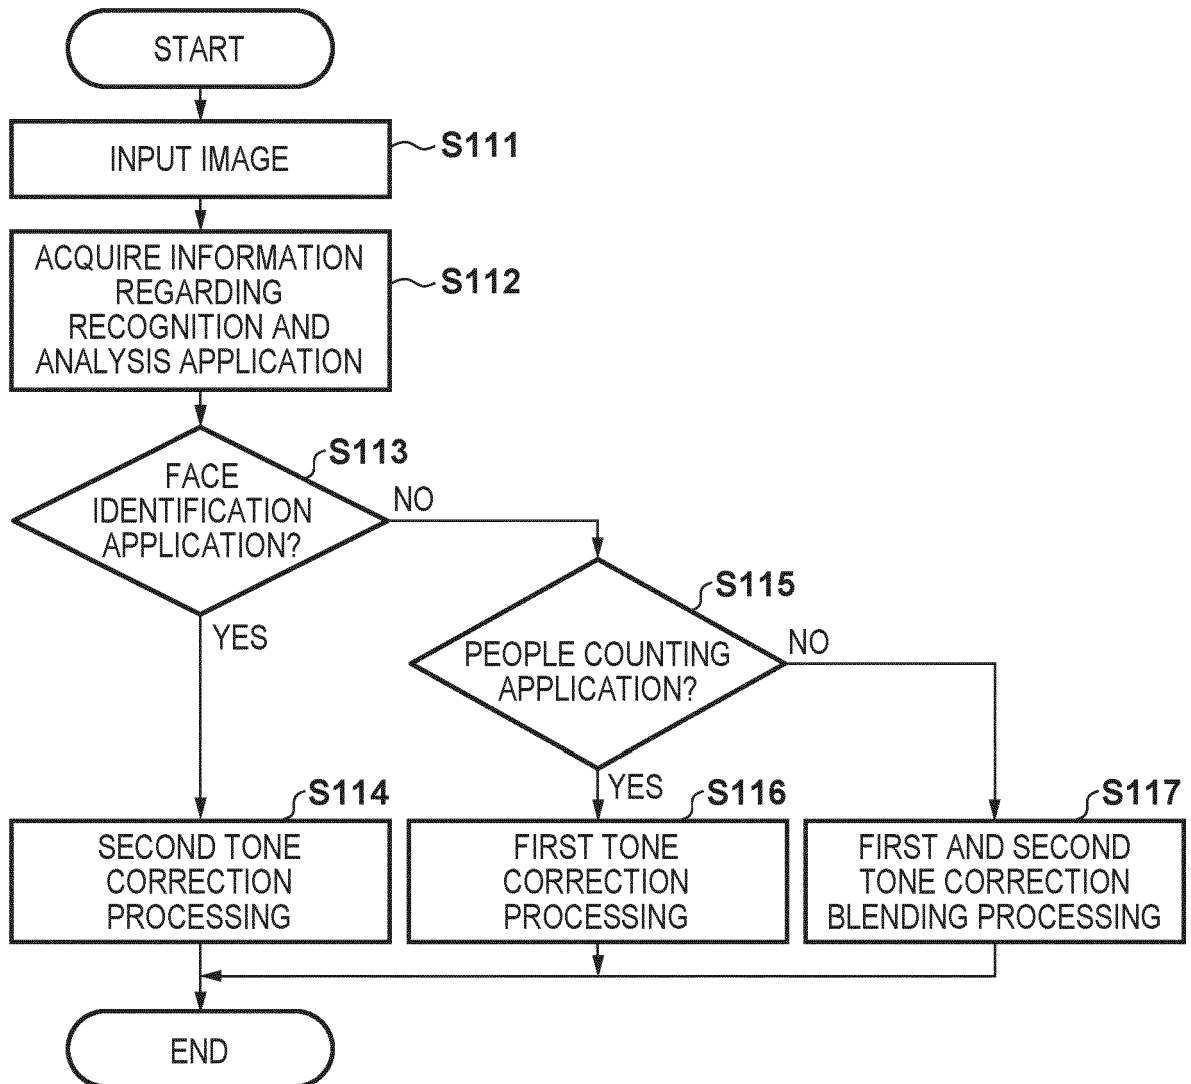 START
INPUT IMAGE
S111
ACQUIRE INFORMATION
REGARDING
RECOGNITION AND
ANALYSIS APPLICATION
S112
FACE
IDENTIFICATION
APPLICATION?
S113
NO
YES
PEOPLE COUNTING
APPLICATION?
S115
NO
YES
S114
SECOND TONE
CORRECTION
PROCESSING
S116
FIRST TONE
CORRECTION
PROCESSING
S117
FIRST AND SECOND
TONE CORRECTION
BLENDING PROCESSING
END